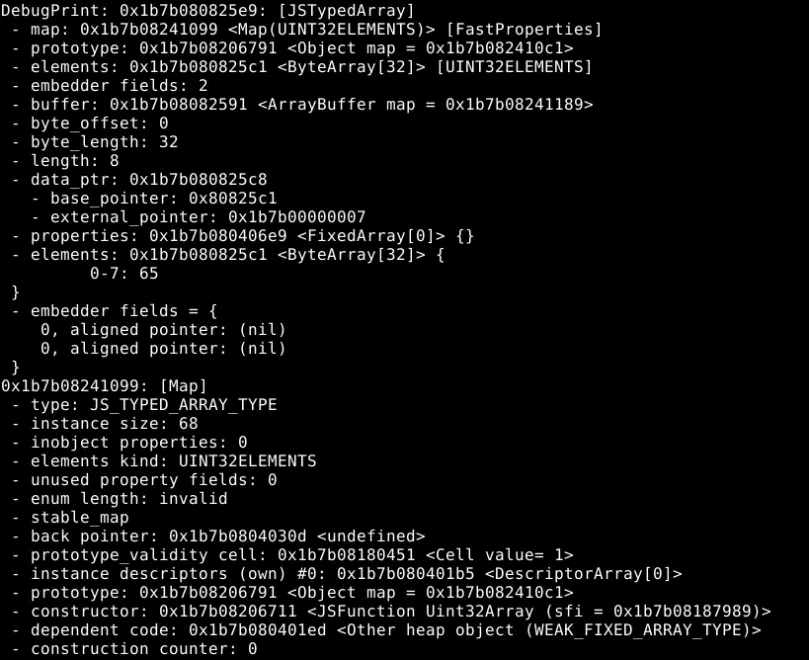 DebugPrint: 0x1b7b080825e9: [JSTypedArray]
- map: 0x1b7b08241099 <Map(UINT32ELEMENTS)> [FastProperties]
- prototype: 0x1b7b08206791 <Object map = 0x1b7b082410c1>
- elements: 0x1b7b080825c1 <ByteArray[32]> [UINT32ELEMENTS]
- embedder fields: 2
- buffer: 0x1b7b08082591 <ArrayBuffer map = 0x1b7b08241189>
- byte_offset: 0
- byte_length: 32
- length: 8
- data_ptr: 0x1b7b080825c8
- base_pointer: 0x80825c1
- external_pointer: 0x1b7b00000007
- properties: 0x1b7b080406e9 <FixedArray[0]> {}
- elements: 0x1b7b080825c1 <ByteArray[32]> {
0-7: 65
}
- embedder fields = {
0, aligned pointer: (nil)
0, aligned pointer: (nil)
}
0x1b7b08241099: [Map]
- type: JS_TYPED_ARRAY_TYPE
- instance size: 68
- inobject properties: 0
- elements kind: UINT32ELEMENTS
- unused property fields: 0
- enum length: invalid
- stable_map
- back pointer: 0x1b7b0804030d <undefined>
- prototype_validity cell: 0x1b7b08180451 <Cell value= 1>
- instance descriptors (own) #0: 0x1b7b080401b5 <DescriptorArray[0]>
- prototype: 0x1b7b08206791 <Object map = 0x1b7b082410c1>
- constructor: 0x1b7b08206711 <JSFunction Uint32Array (sfi = 0x1b7b08187989)>
- dependent code: 0x1b7b080401ed <Other heap object (WEAK_FIXED_ARRAY_TYPE)>
- construction counter: 0